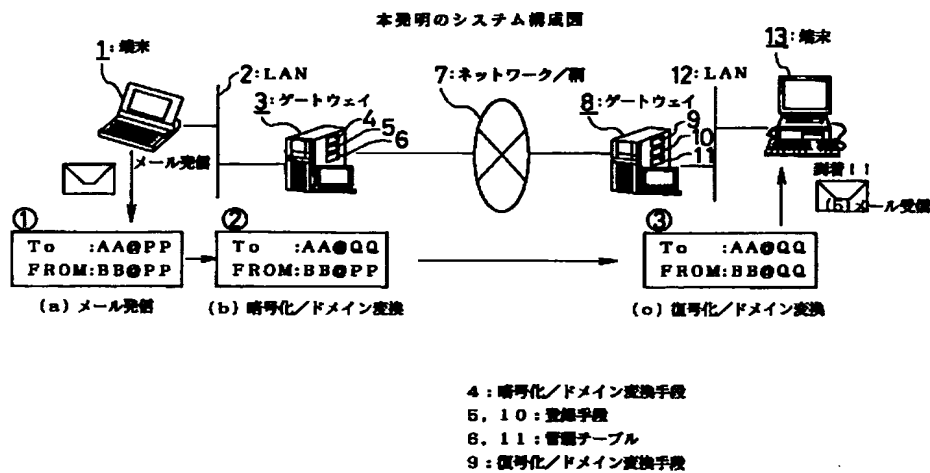 本発明のシステム構成図
1:端末
2:LAN
3:ゲートウェイ
4
5
6
7:ネットワーク/網
8:ゲートウェイ
9
10
11
12:LAN
13:端末
メール発信
到着!!
(5)メール受信
①
To :AA@PP
FROM:BB@PP
(a)メール発信
②
To :AA@QQ
FROM:BB@PP
(b)暗号化/ドメイン変換
③
To :AA@QQ
FROM:BB@QQ
(c)復号化/ドメイン変換
4:暗号化/ドメイン変換手段
5,10:登録手段
6,11:管理テーブル
9:復号化/ドメイン変換手段